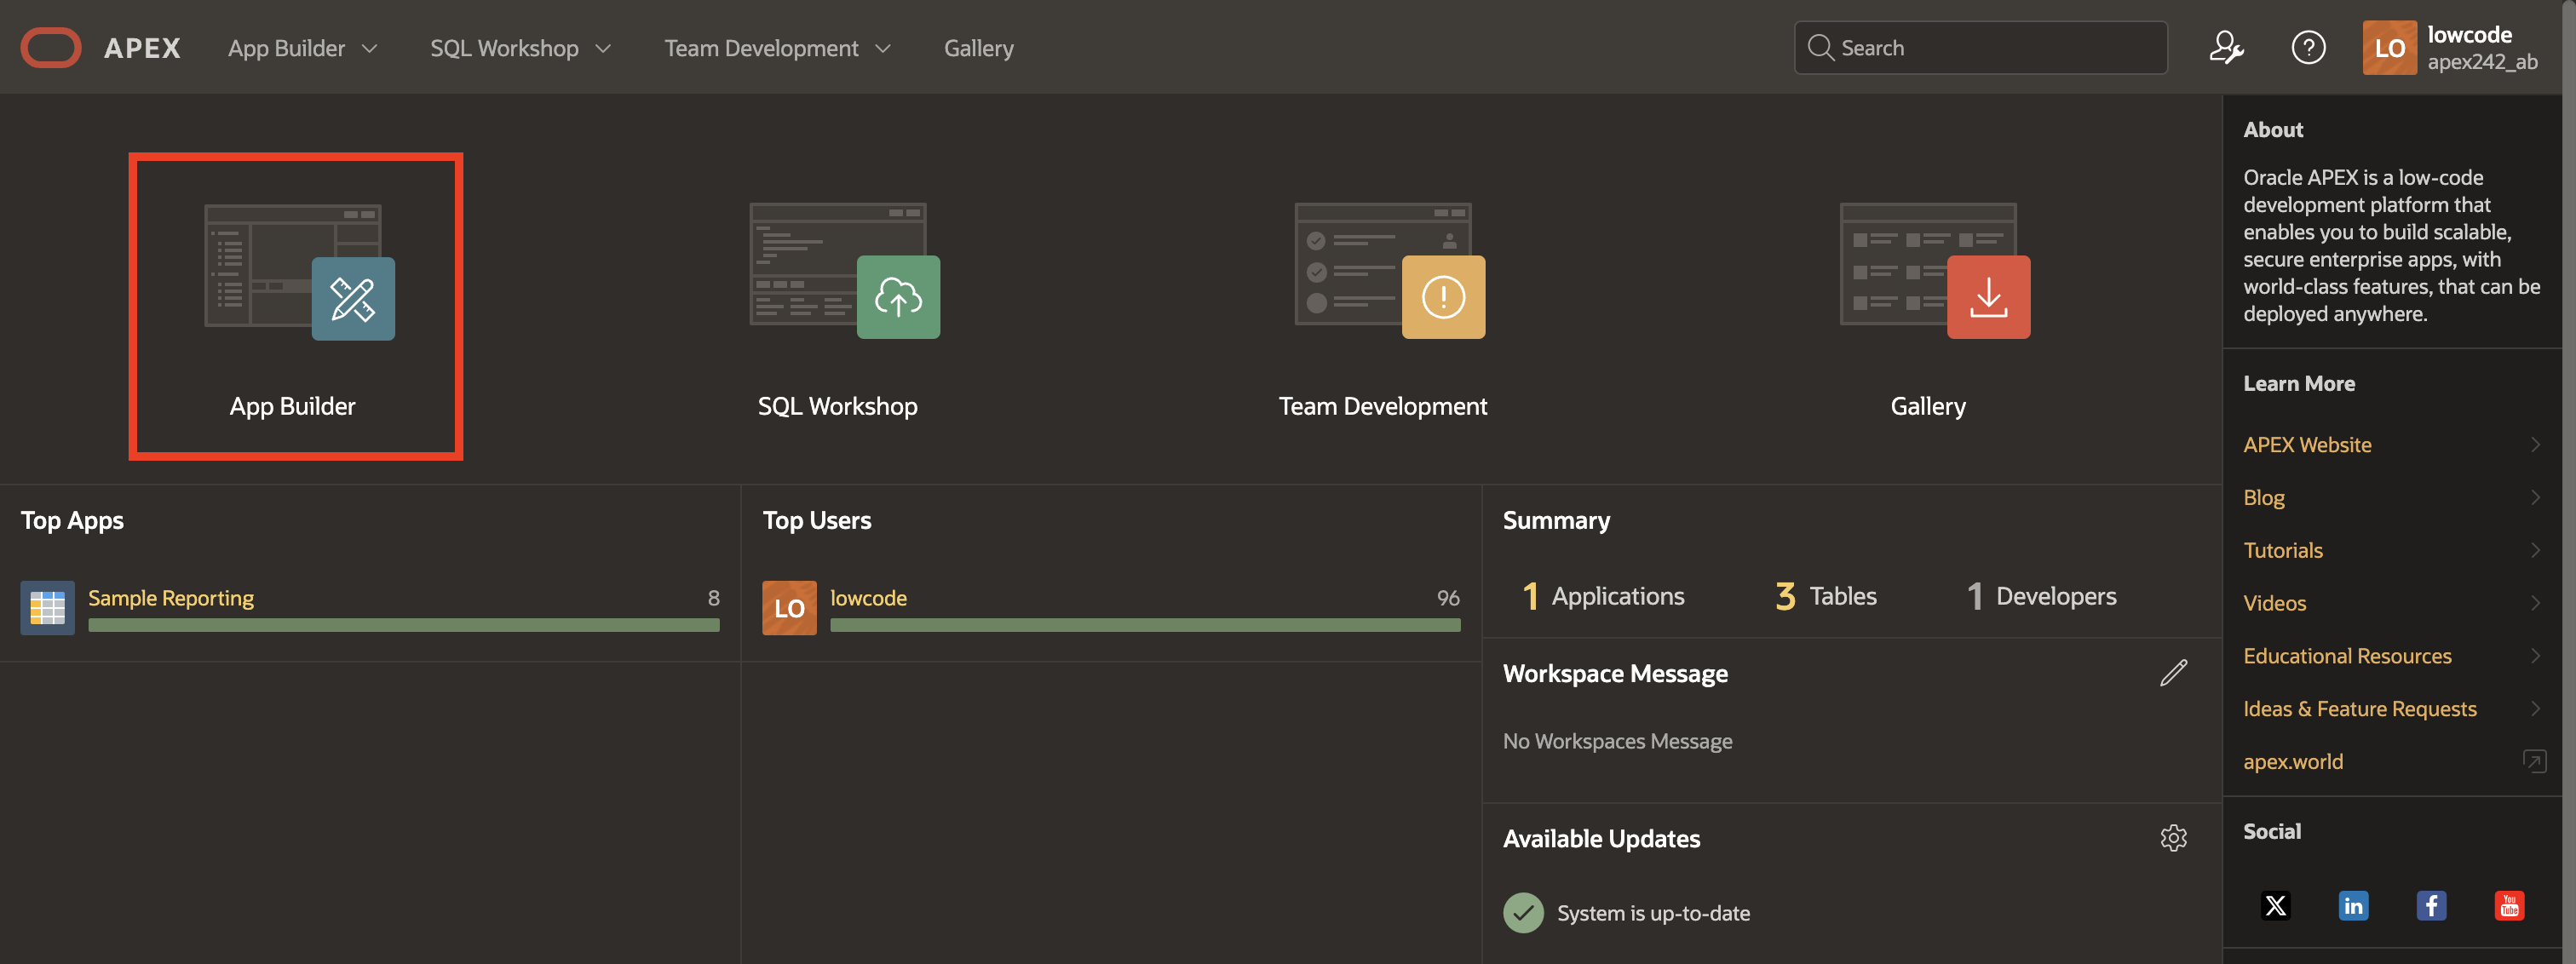 APEX App Builder SQL Workshop Team Development Gallery Search LO lowcode
apex242_ab
App Builder
SQL Workshop
Team Development
Gallery
Top Apps
Sample Reporting 8
Top Users
LO lowcode 96
Summary
1 Applications 3 Tables 1 Developers
Workspace Message
No Workspaces Message
Available Updates
System is up-to-date
About
Oracle APEX is a low-code
development platform that
enables you to build scalable,
secure enterprise apps, with
world-class features, that can be
deployed anywhere.
Learn More
APEX Website
Blog
Tutorials
Videos
Educational Resources
Ideas & Feature Requests
apex.world
Social
X in f You Tube